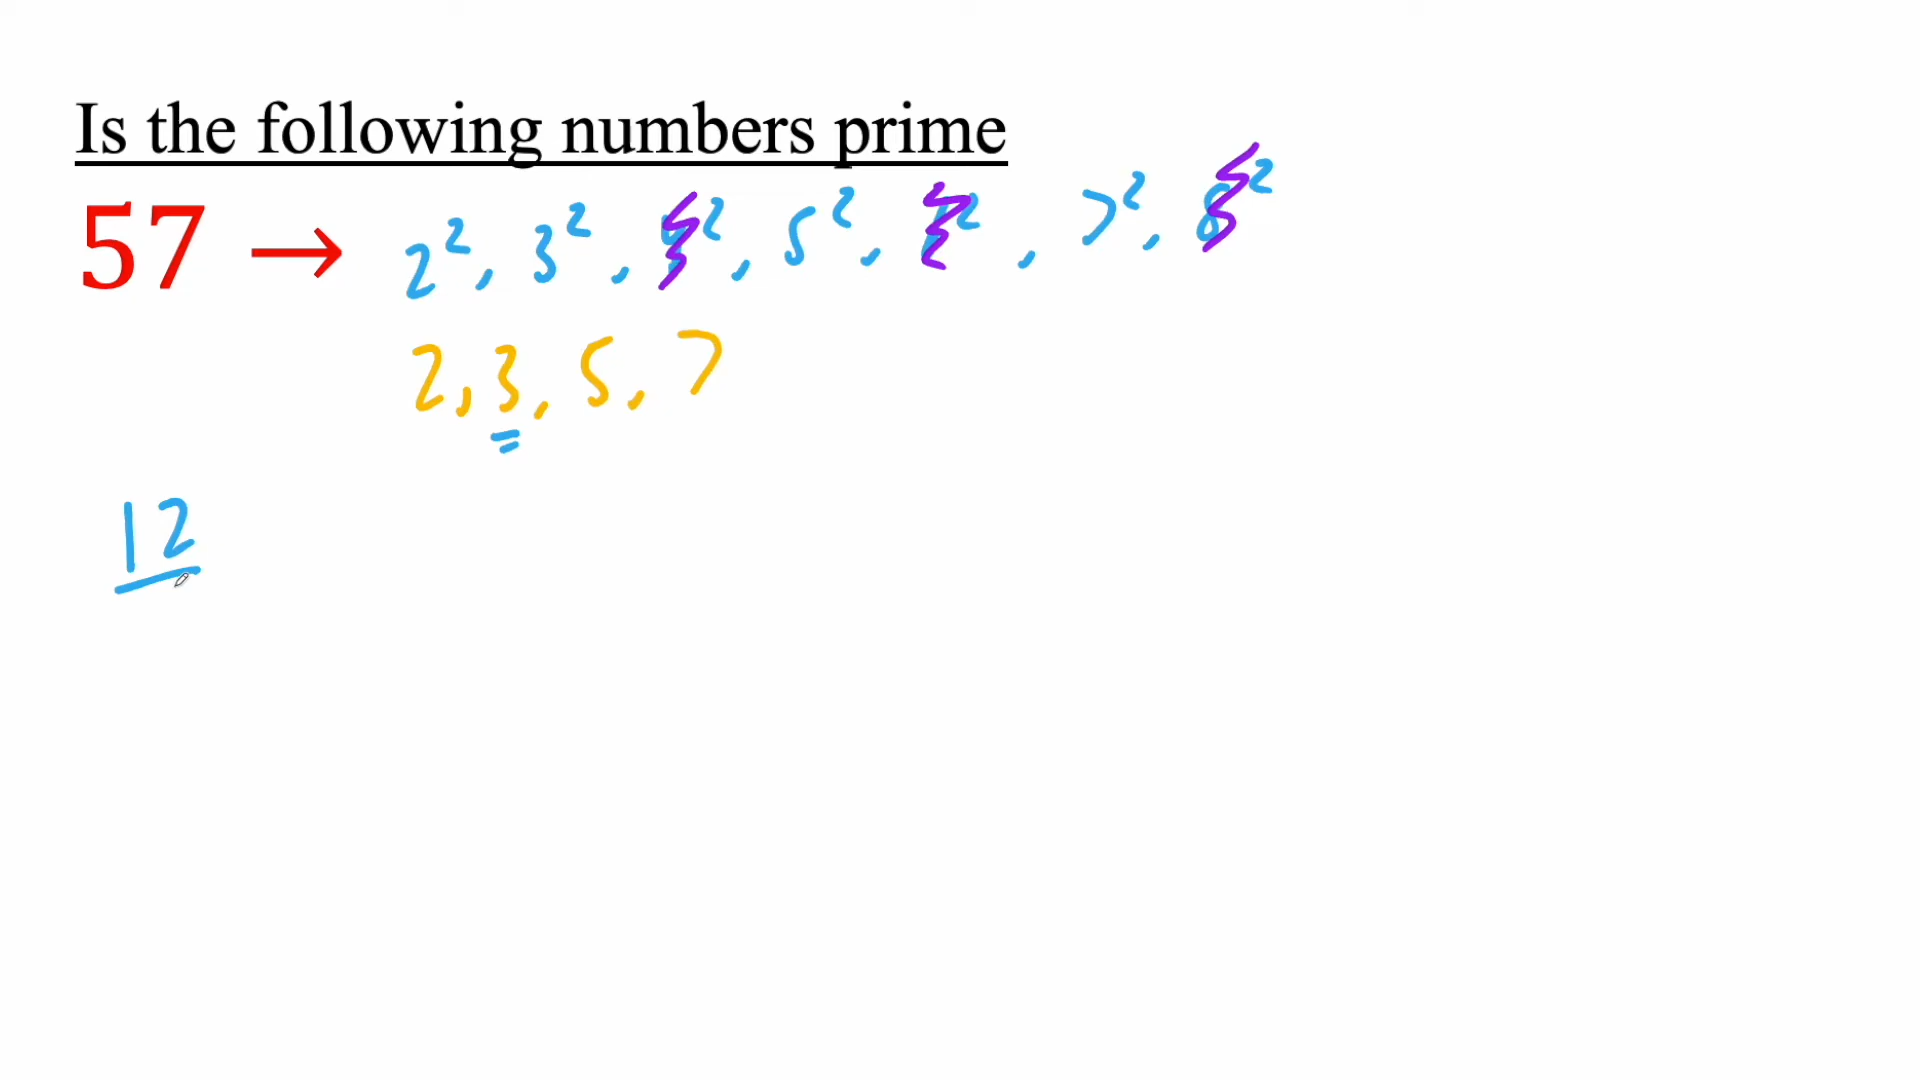 Is the following numbers prime
57 → 2², 3², 4², 5², 6², 7², 8²
2, 3, 5, 7
12